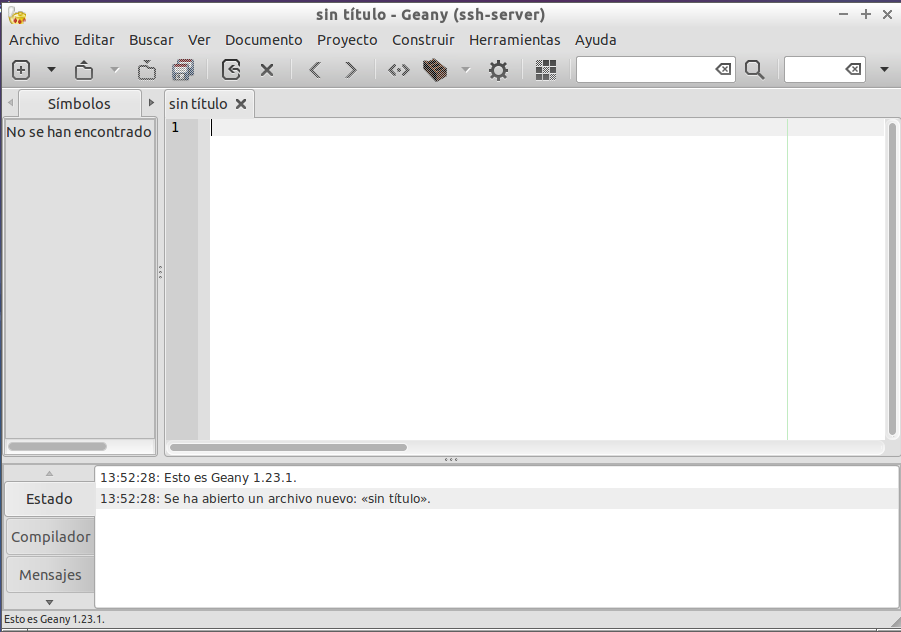 sin título - Geany (ssh-server)
Archivo Editar Buscar Ver Documento Proyecto Construir Herramientas Ayuda
Símbolos
sin título
No se han encontrado
1
13:52:28: Esto es Geany 1.23.1.
13:52:28: Se ha abierto un archivo nuevo: «sin título».
Estado
Compilador
Mensajes
Esto es Geany 1.23.1.